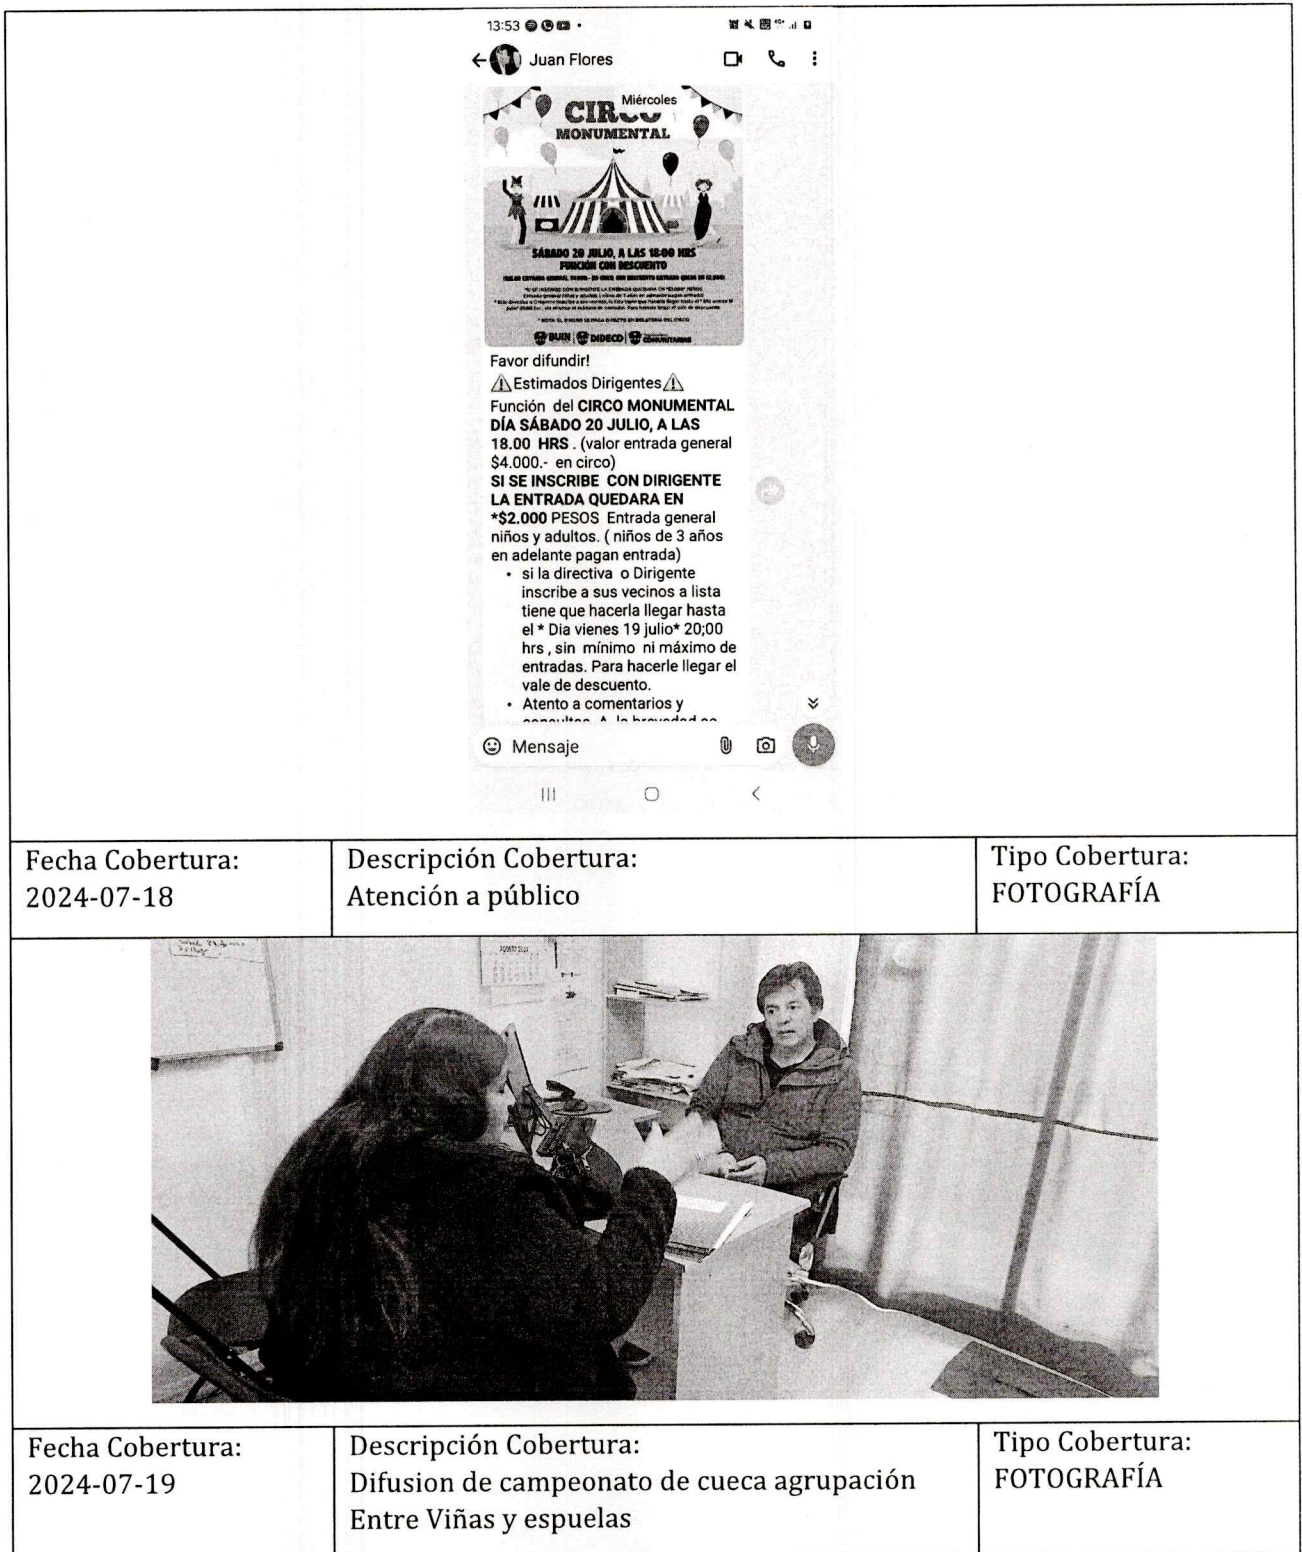 13:53
Juan Flores
Miércoles
MONUMENTAL
SÁBADO 20 JULIO, A LAS 18:00 HRS
FUNCIÓN CON DESCUENTO
BUIN | DIDECO | COMUNITARIAS
Favor difundir!
⚠Estimados Dirigentes⚠
Función del CIRCO MONUMENTAL
DÍA SÁBADO 20 JULIO, A LAS
18.00 HRS . (valor entrada general
$4.000.- en circo)
SI SE INSCRIBE CON DIRIGENTE
LA ENTRADA QUEDARA EN
*$2.000 PESOS Entrada general
niños y adultos. ( niños de 3 años
en adelante pagan entrada)
• si la directiva o Dirigente
inscribe a sus vecinos a lista
tiene que hacerla llegar hasta
el * Dia vienes 19 julio* 20;00
hrs , sin mínimo ni máximo de
entradas. Para hacerle llegar el
vale de descuento.
• Atento a comentarios y
Mensaje
Fecha Cobertura:
2024-07-18
Descripción Cobertura:
Atención a público
Tipo Cobertura:
FOTOGRAFÍA
AGOSTO 2024
Fecha Cobertura:
2024-07-19
Descripción Cobertura:
Difusion de campeonato de cueca agrupación
Entre Viñas y espuelas
Tipo Cobertura:
FOTOGRAFÍA